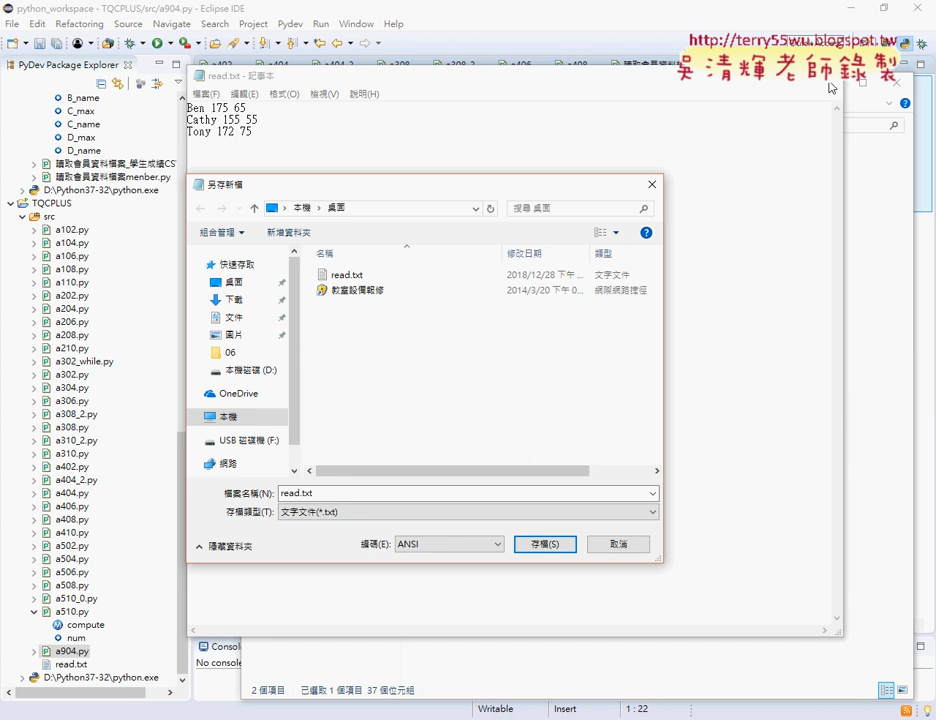 python_workspace - TQCPLUS/src/a904.py - Eclipse IDE
File Edit Refactoring Source Navigate Search Project Pydev Run Window Help
http://terry55wu.blogspot.tw
吳清輝老師錄製
PyDev Package Explorer
B_name
C_max
C_name
D_max
D_name
讀取會員資料檔案_學生成績CS
讀取會員資料檔案menber.py
D:\Python37-32\python.exe
TQCPLUS
src
a102.py
a104.py
a106.py
a108.py
a110.py
a202.py
a204.py
a206.py
a208.py
a210.py
a302_while.py
a302.py
a304.py
a306.py
a308_2.py
a308.py
a310_2.py
a310.py
a402.py
a404_2.py
a404.py
a406.py
a408.py
a410.py
a502.py
a504.py
a506.py
a508.py
a510_0.py
a510.py
compute
num
a904.py
read.txt
D:\Python37-32\python.exe
read.txt - 記事本
檔案(F) 編輯(E) 格式(O) 檢視(V) 說明(H)
Ben 175 65
Cathy 155 55
Tony 172 75
另存新檔
本機 › 桌面
搜尋 桌面
組合管理 新增資料夾
名稱 修改日期 類型
快速存取
桌面
下載
文件
圖片
06
本機磁碟 (D:)
OneDrive
本機
USB 磁碟機 (F:)
網路
read.txt 2018/12/28 下午 ... 文字文件
教室設備報修 2014/3/20 下午 0... 網際網路捷徑
檔案名稱(N): read.txt
存檔類型(T): 文字文件(*.txt)
隱藏資料夾
編碼(E): ANSI
存檔(S)
取消
Conso
No console
2 個項目 已選取 1 個項目 37 個位元組
Writable Insert 1 : 22